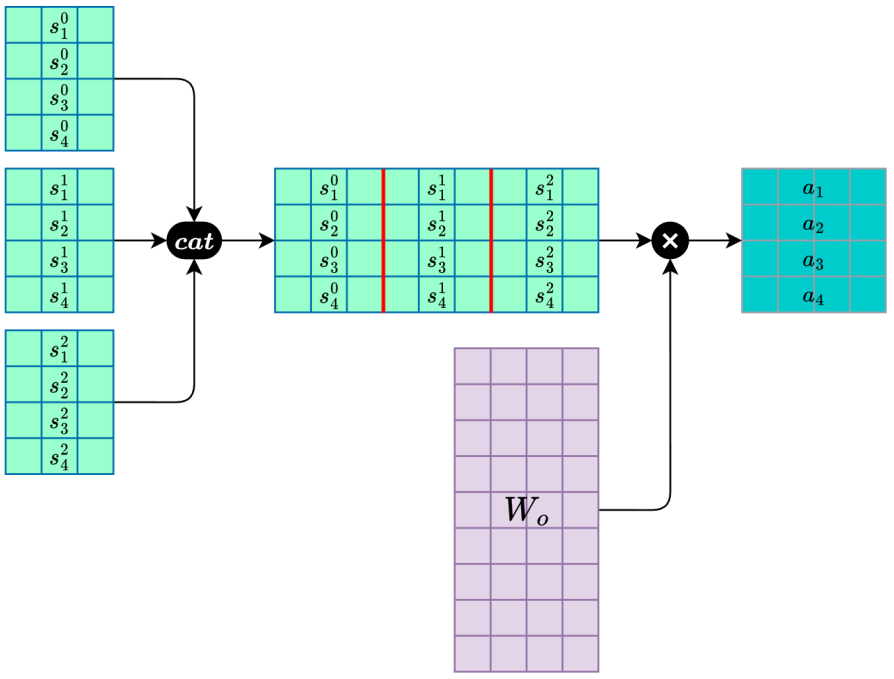 s_1^0
s_2^0
s_3^0
s_4^0
s_1^1
s_2^1
s_3^1
s_4^1
s_1^2
s_2^2
s_3^2
s_4^2
cat
s_1^0 s_1^1 s_1^2
s_2^0 s_2^1 s_2^2
s_3^0 s_3^1 s_3^2
s_4^0 s_4^1 s_4^2
×
W_o
a_1
a_2
a_3
a_4